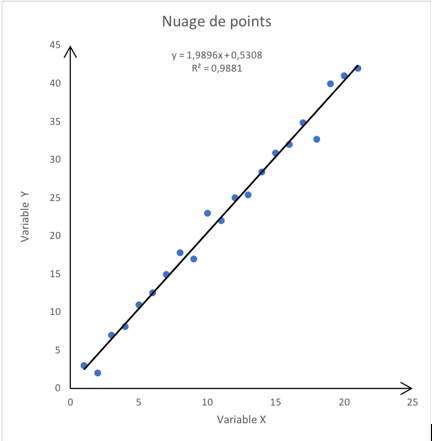 Nuage de points
y = 1,9896x + 0,5308
R² = 0,9881
45
40
35
30
25
20
15
10
5
0
Variable Y
0 5 10 15 20 25
Variable X